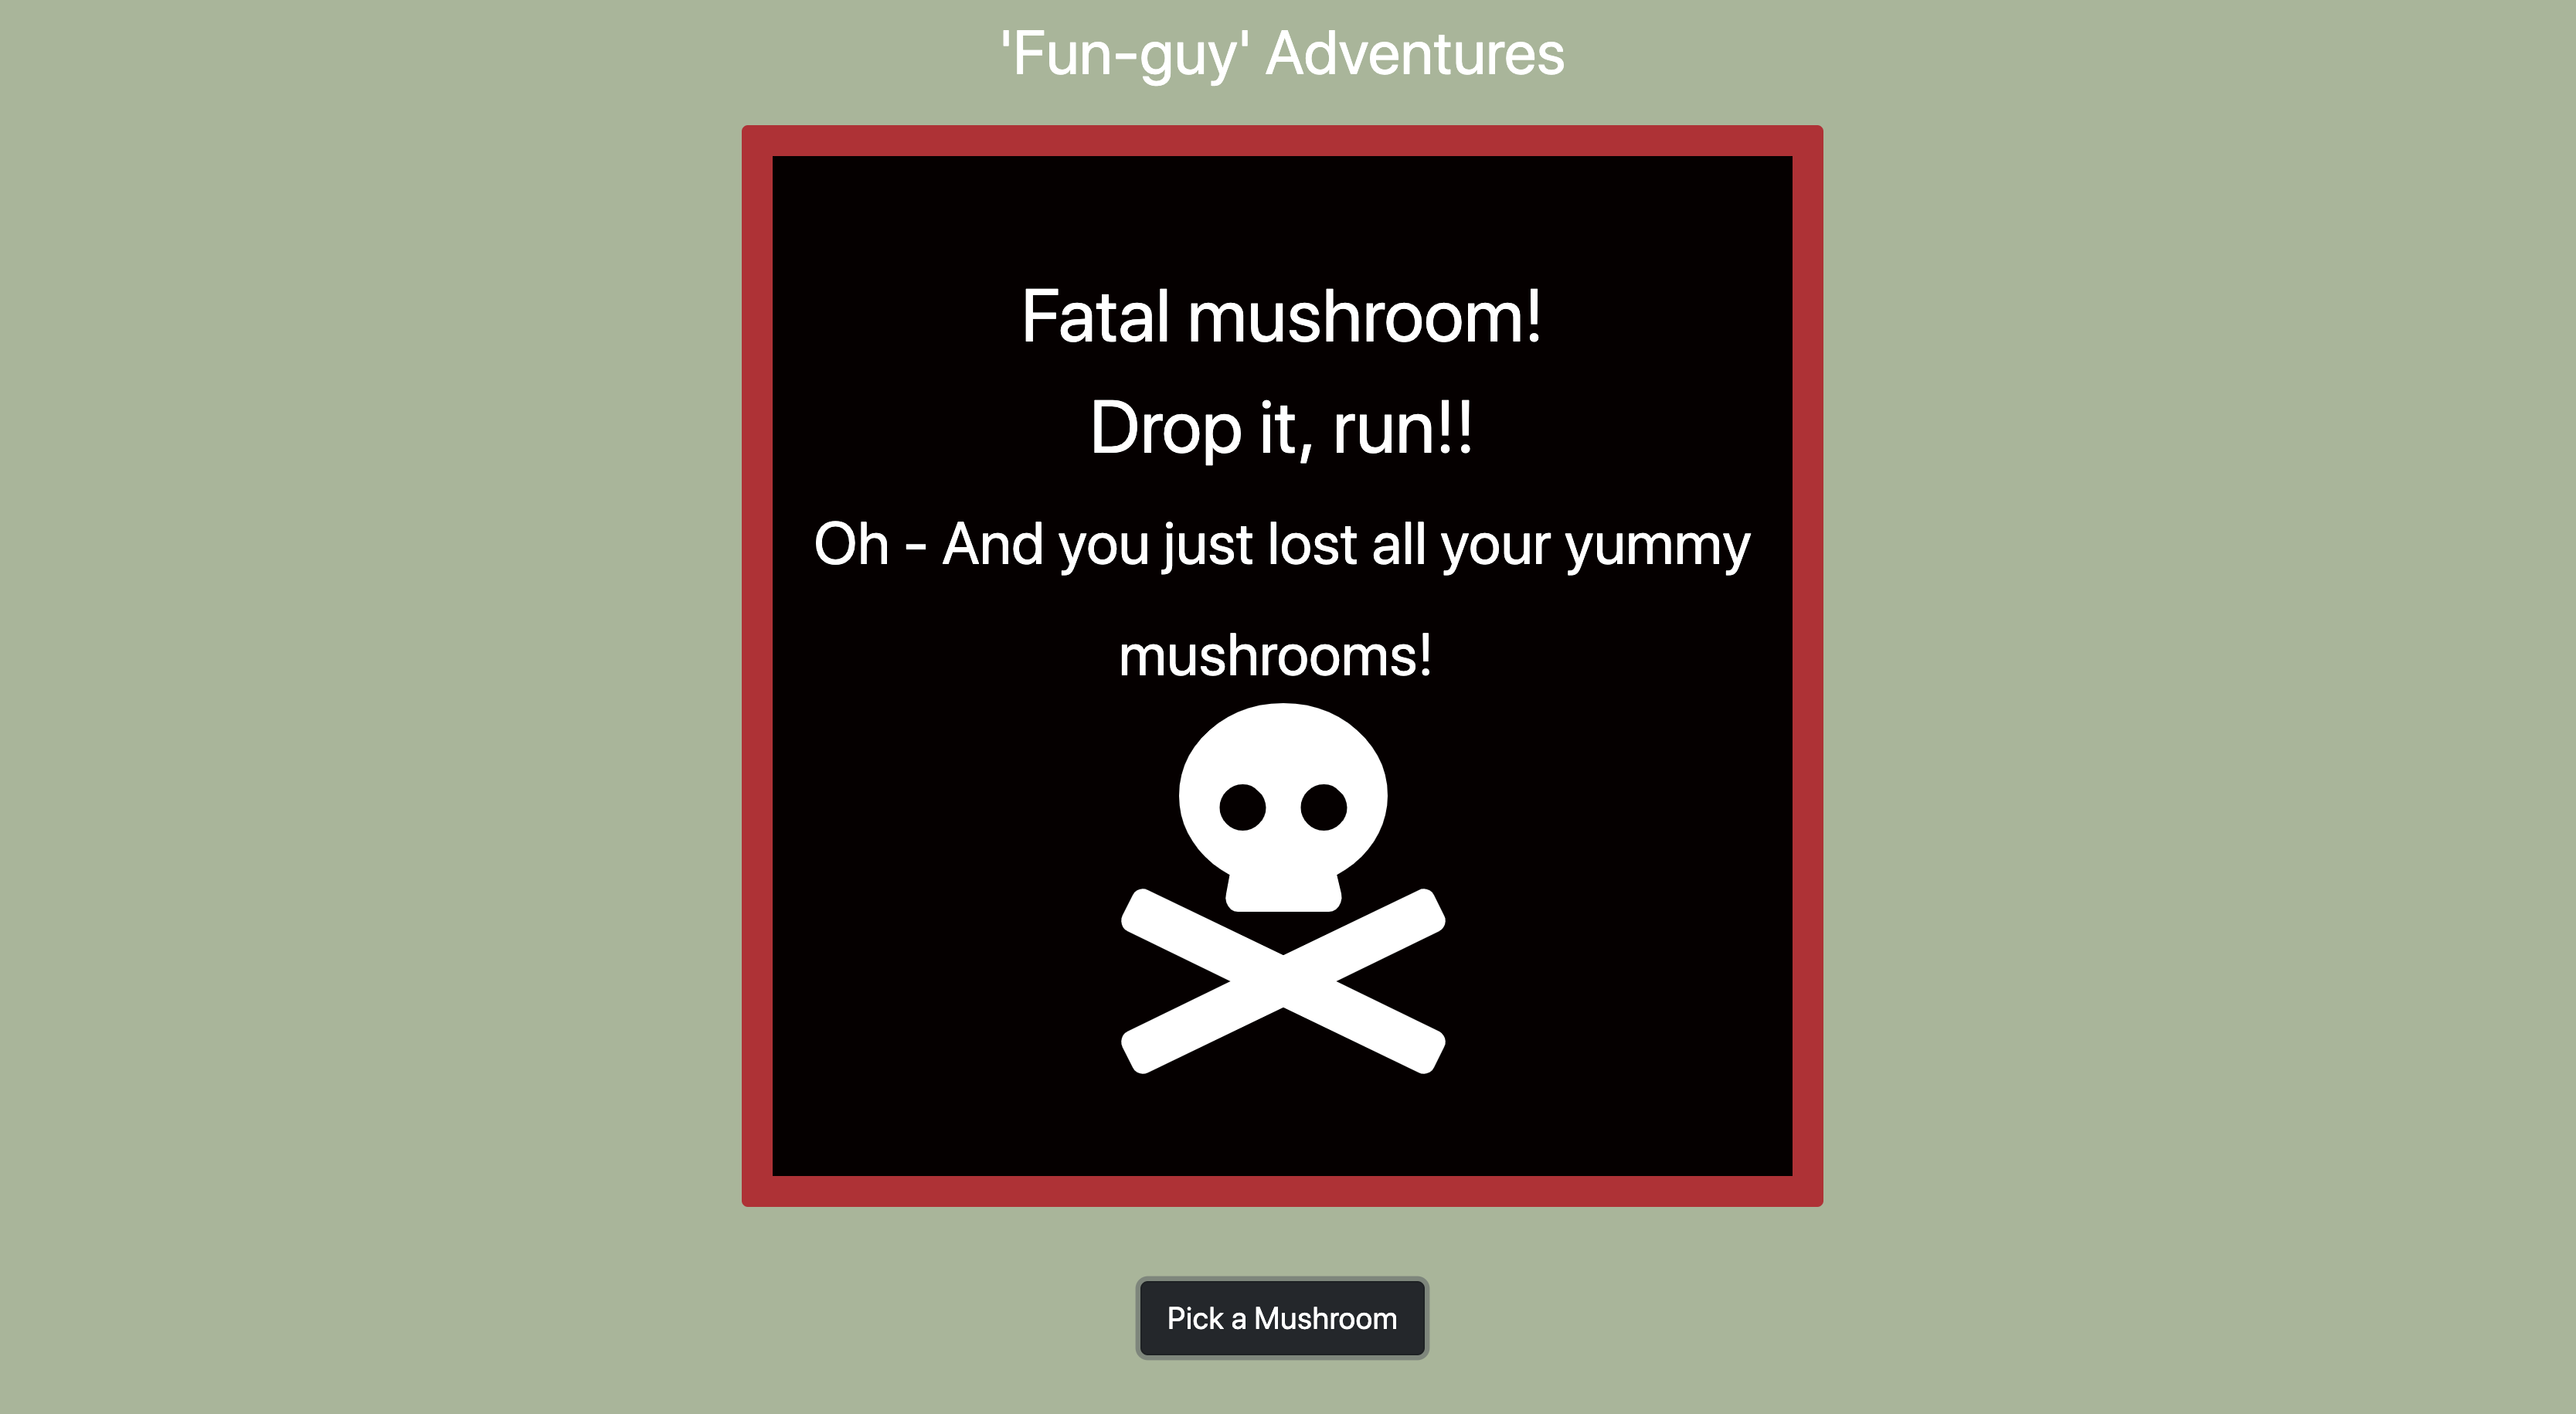 'Fun-guy' Adventures
Fatal mushroom!
Drop it, run!!
Oh - And you just lost all your yummy
mushrooms!
Pick a Mushroom